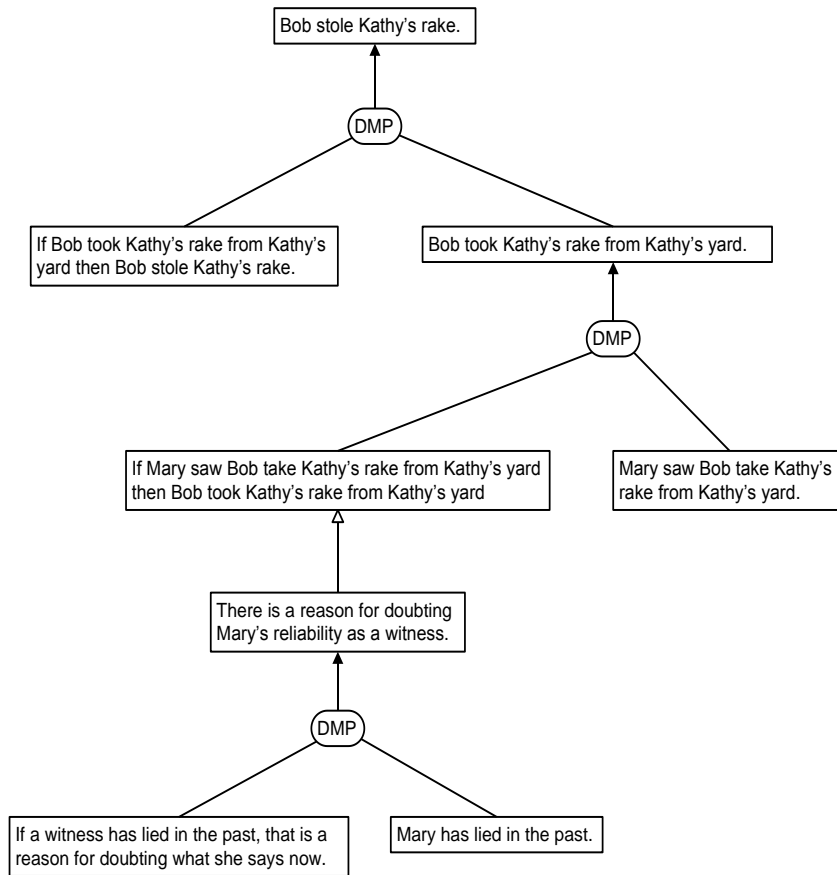 Bob stole Kathy’s rake.
DMP
If Bob took Kathy’s rake from Kathy’s
yard then Bob stole Kathy’s rake.
Bob took Kathy’s rake from Kathy’s yard.
DMP
If Mary saw Bob take Kathy’s rake from Kathy’s yard
then Bob took Kathy’s rake from Kathy’s yard
Mary saw Bob take Kathy’s
rake from Kathy’s yard.
There is a reason for doubting
Mary’s reliability as a witness.
DMP
If a witness has lied in the past, that is a
reason for doubting what she says now.
Mary has lied in the past.